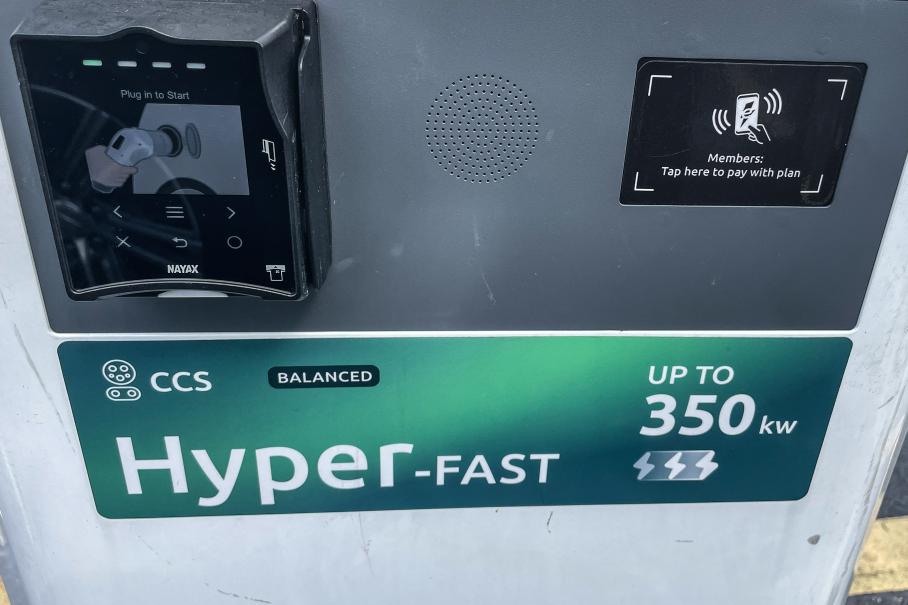 Plug in to Start
NAYAX
Members:
Tap here to pay with plan
CCS
BALANCED
Hyper-FAST
UP TO
350 kw